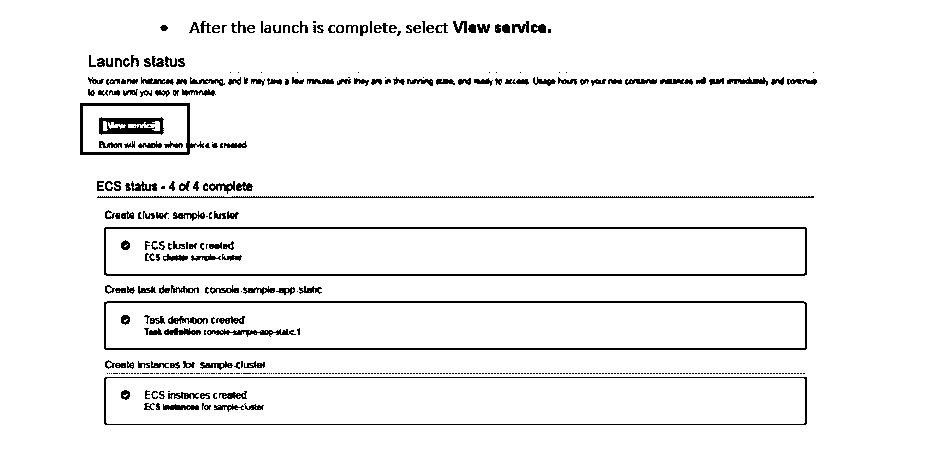 • After the launch is complete, select View service.
Launch status
Your container instances are launching, and it may take a few minutes until they are in the running state, and ready to access. Usage hours on your new container instances will start immediately and continue
to accrue until you stop or terminate.
View service
Button will enable when service is created
ECS status - 4 of 4 complete
Create cluster: sample-cluster
ECS cluster created
ECS cluster sample-cluster
Create task definition: console-sample-app-static
Task definition created
Task definition console-sample-app-static:1
Create instances for: sample-cluster
ECS instances created
ECS instances for sample-cluster